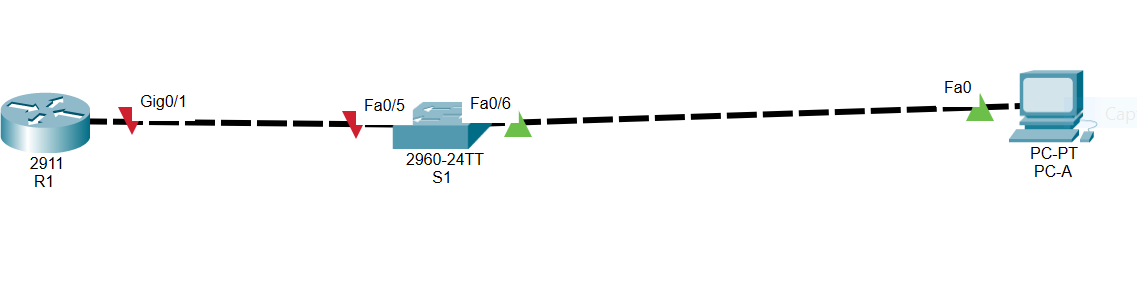 Gig0/1
Fa0/5
Fa0/6
Fa0
2911
R1
2960-24TT
S1
PC-PT
PC-A
Cap